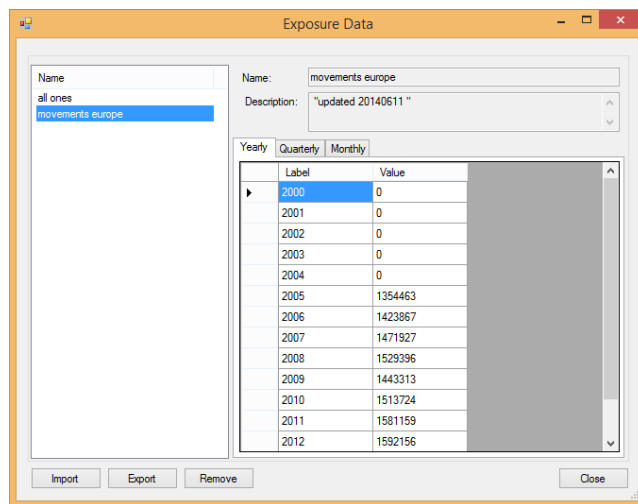 Exposure Data
Name
all ones
movements europe
Name: movements europe
Description: "updated 20140611 "
Yearly Quarterly Monthly
Label Value
2000 0
2001 0
2002 0
2003 0
2004 0
2005 1354463
2006 1423867
2007 1471927
2008 1529396
2009 1443313
2010 1513724
2011 1581159
2012 1592156
Import Export Remove Close